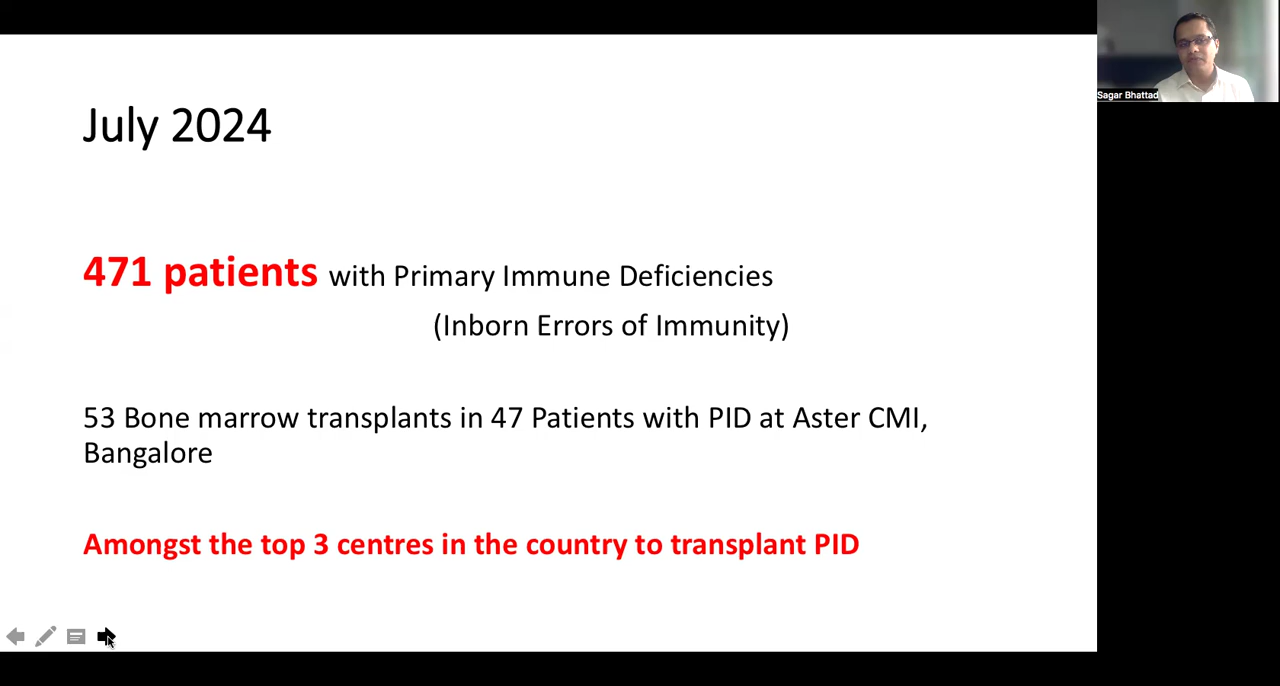 July 2024
471 patients with Primary Immune Deficiencies
(Inborn Errors of Immunity)
53 Bone marrow transplants in 47 Patients with PID at Aster CMI,
Bangalore
Amongst the top 3 centres in the country to transplant PID
Sagar Bhattad